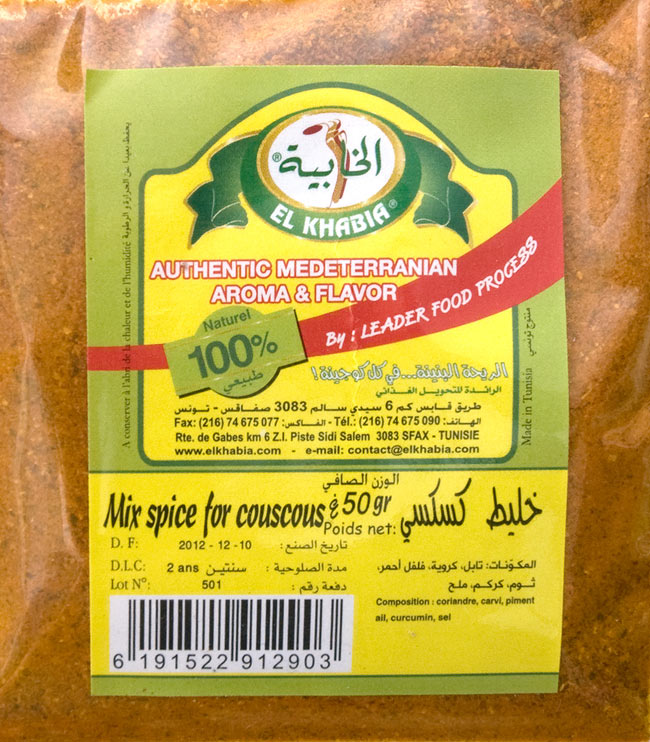 الخابية ®
EL KHABIA ®
AUTHENTIC MEDETERRANIAN
AROMA & FLAVOR
By : LEADER FOOD PROCESS
Naturel
100%
طبيعي
الريحة البنينة...في كل كوجينة !
الرائدة للتحويل الغذائي
طريق قابس كم 6 سيدي سالم 3083 صفاقس - تونس
Fax: (216) 74 675 077 :الفاكس - Tél.: (216) 74 675 090 :الهاتف
Rte. de Gabes km 6 Z.I. Piste Sidi Salem 3083 SFAX - TUNISIE
www.elkhabia.com - e-mail: contact@elkhabia.com
A conserver à l'abri de la chaleur et de l'humidité يحفظ بعيدا عن الحرارة و الرطوبة
Made in Tunisia منتوج تونسي
الوزن الصافي
Mix spice for couscous غ 50 gr خليط كسكسي
Poids net:
D. F: 2012 - 12 -10 تاريخ الصنع :
D.L.C: 2 ans سنتين مدة الصلوحية :
Lot N°: 501 دفعة رقم :
المكونات: تابل، كروية، فلفل أحمر،
ثوم، كركم، ملح
Composition : coriandre, carvi, piment
ail, curcumin, sel
6 191522 912903